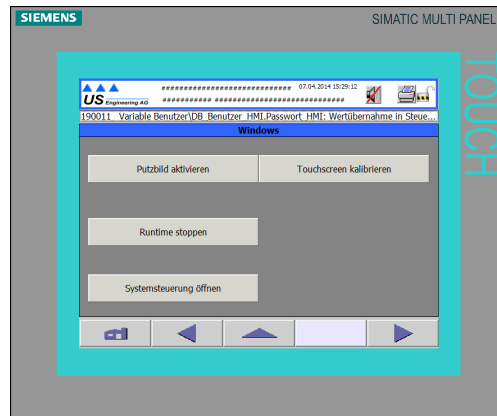 SIEMENS
SIMATIC MULTI PANEL
TOUCH
############################## 07.04.2014 15:29:12
US Engineering AG
########### ##############################
190011 Variable Benutzer\DB_Benutzer_HMI.Passwort_HMI: Wertübernahme in Steue...
Windows
Putzbild aktivieren
Touchscreen kalibrieren
Runtime stoppen
Systemsteuerung öffnen